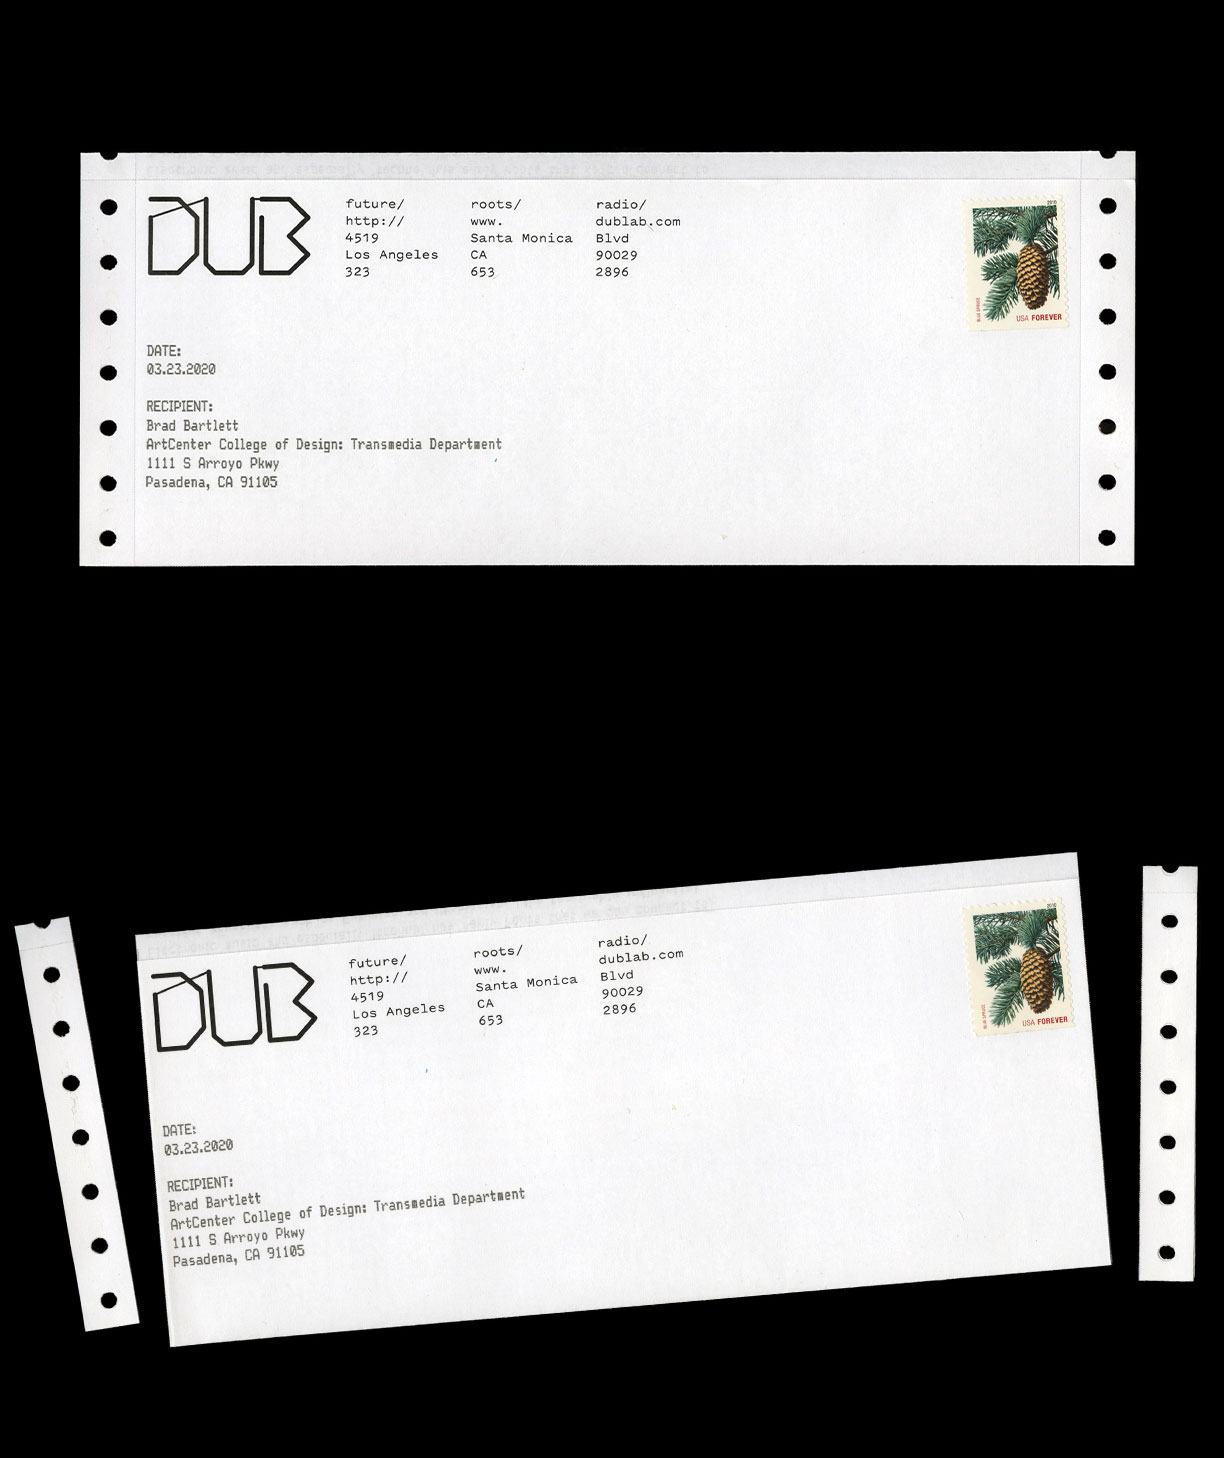 DUB
future/ roots/ radio/
http:// www. dublab.com
4519 Santa Monica Blvd
Los Angeles CA 90029
323 653 2896
2010
BLUE SPRUCE
USA FOREVER
DATE:
03.23.2020
RECIPIENT:
Brad Bartlett
ArtCenter College of Design: Transmedia Department
1111 S Arroyo Pkwy
Pasadena, CA 91105
DUB
future/ roots/ radio/
http:// www. dublab.com
4519 Santa Monica Blvd
Los Angeles CA 90029
323 653 2896
2010
BLUE SPRUCE
USA FOREVER
DATE:
03.23.2020
RECIPIENT:
Brad Bartlett
ArtCenter College of Design: Transmedia Department
1111 S Arroyo Pkwy
Pasadena, CA 91105